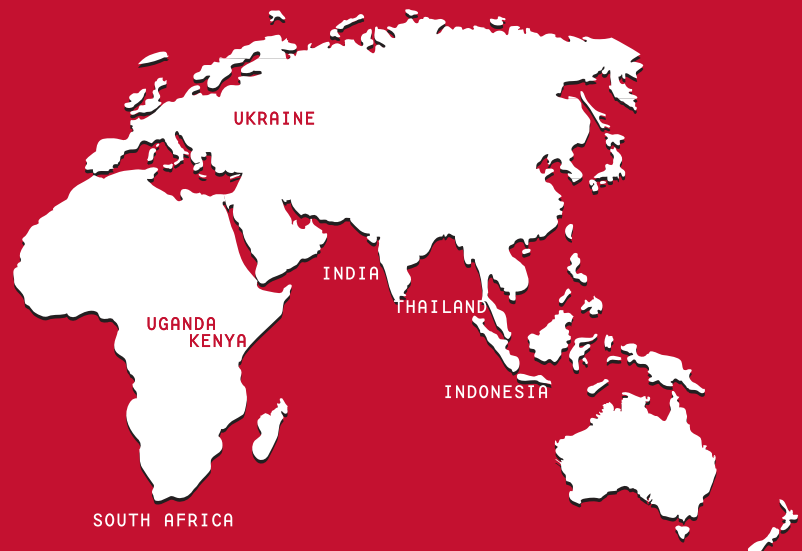 UKRAINE
INDIA
THAILAND
UGANDA
KENYA
INDONESIA
SOUTH AFRICA